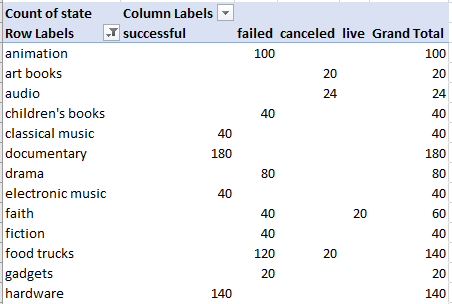 Count of state Column Labels
Row Labels successful failed canceled live Grand Total
animation 100 100
art books 20 20
audio 24 24
children's books 40 40
classical music 40 40
documentary 180 180
drama 80 80
electronic music 40 40
faith 40 20 60
fiction 40 40
food trucks 120 20 140
gadgets 20 20
hardware 140 140